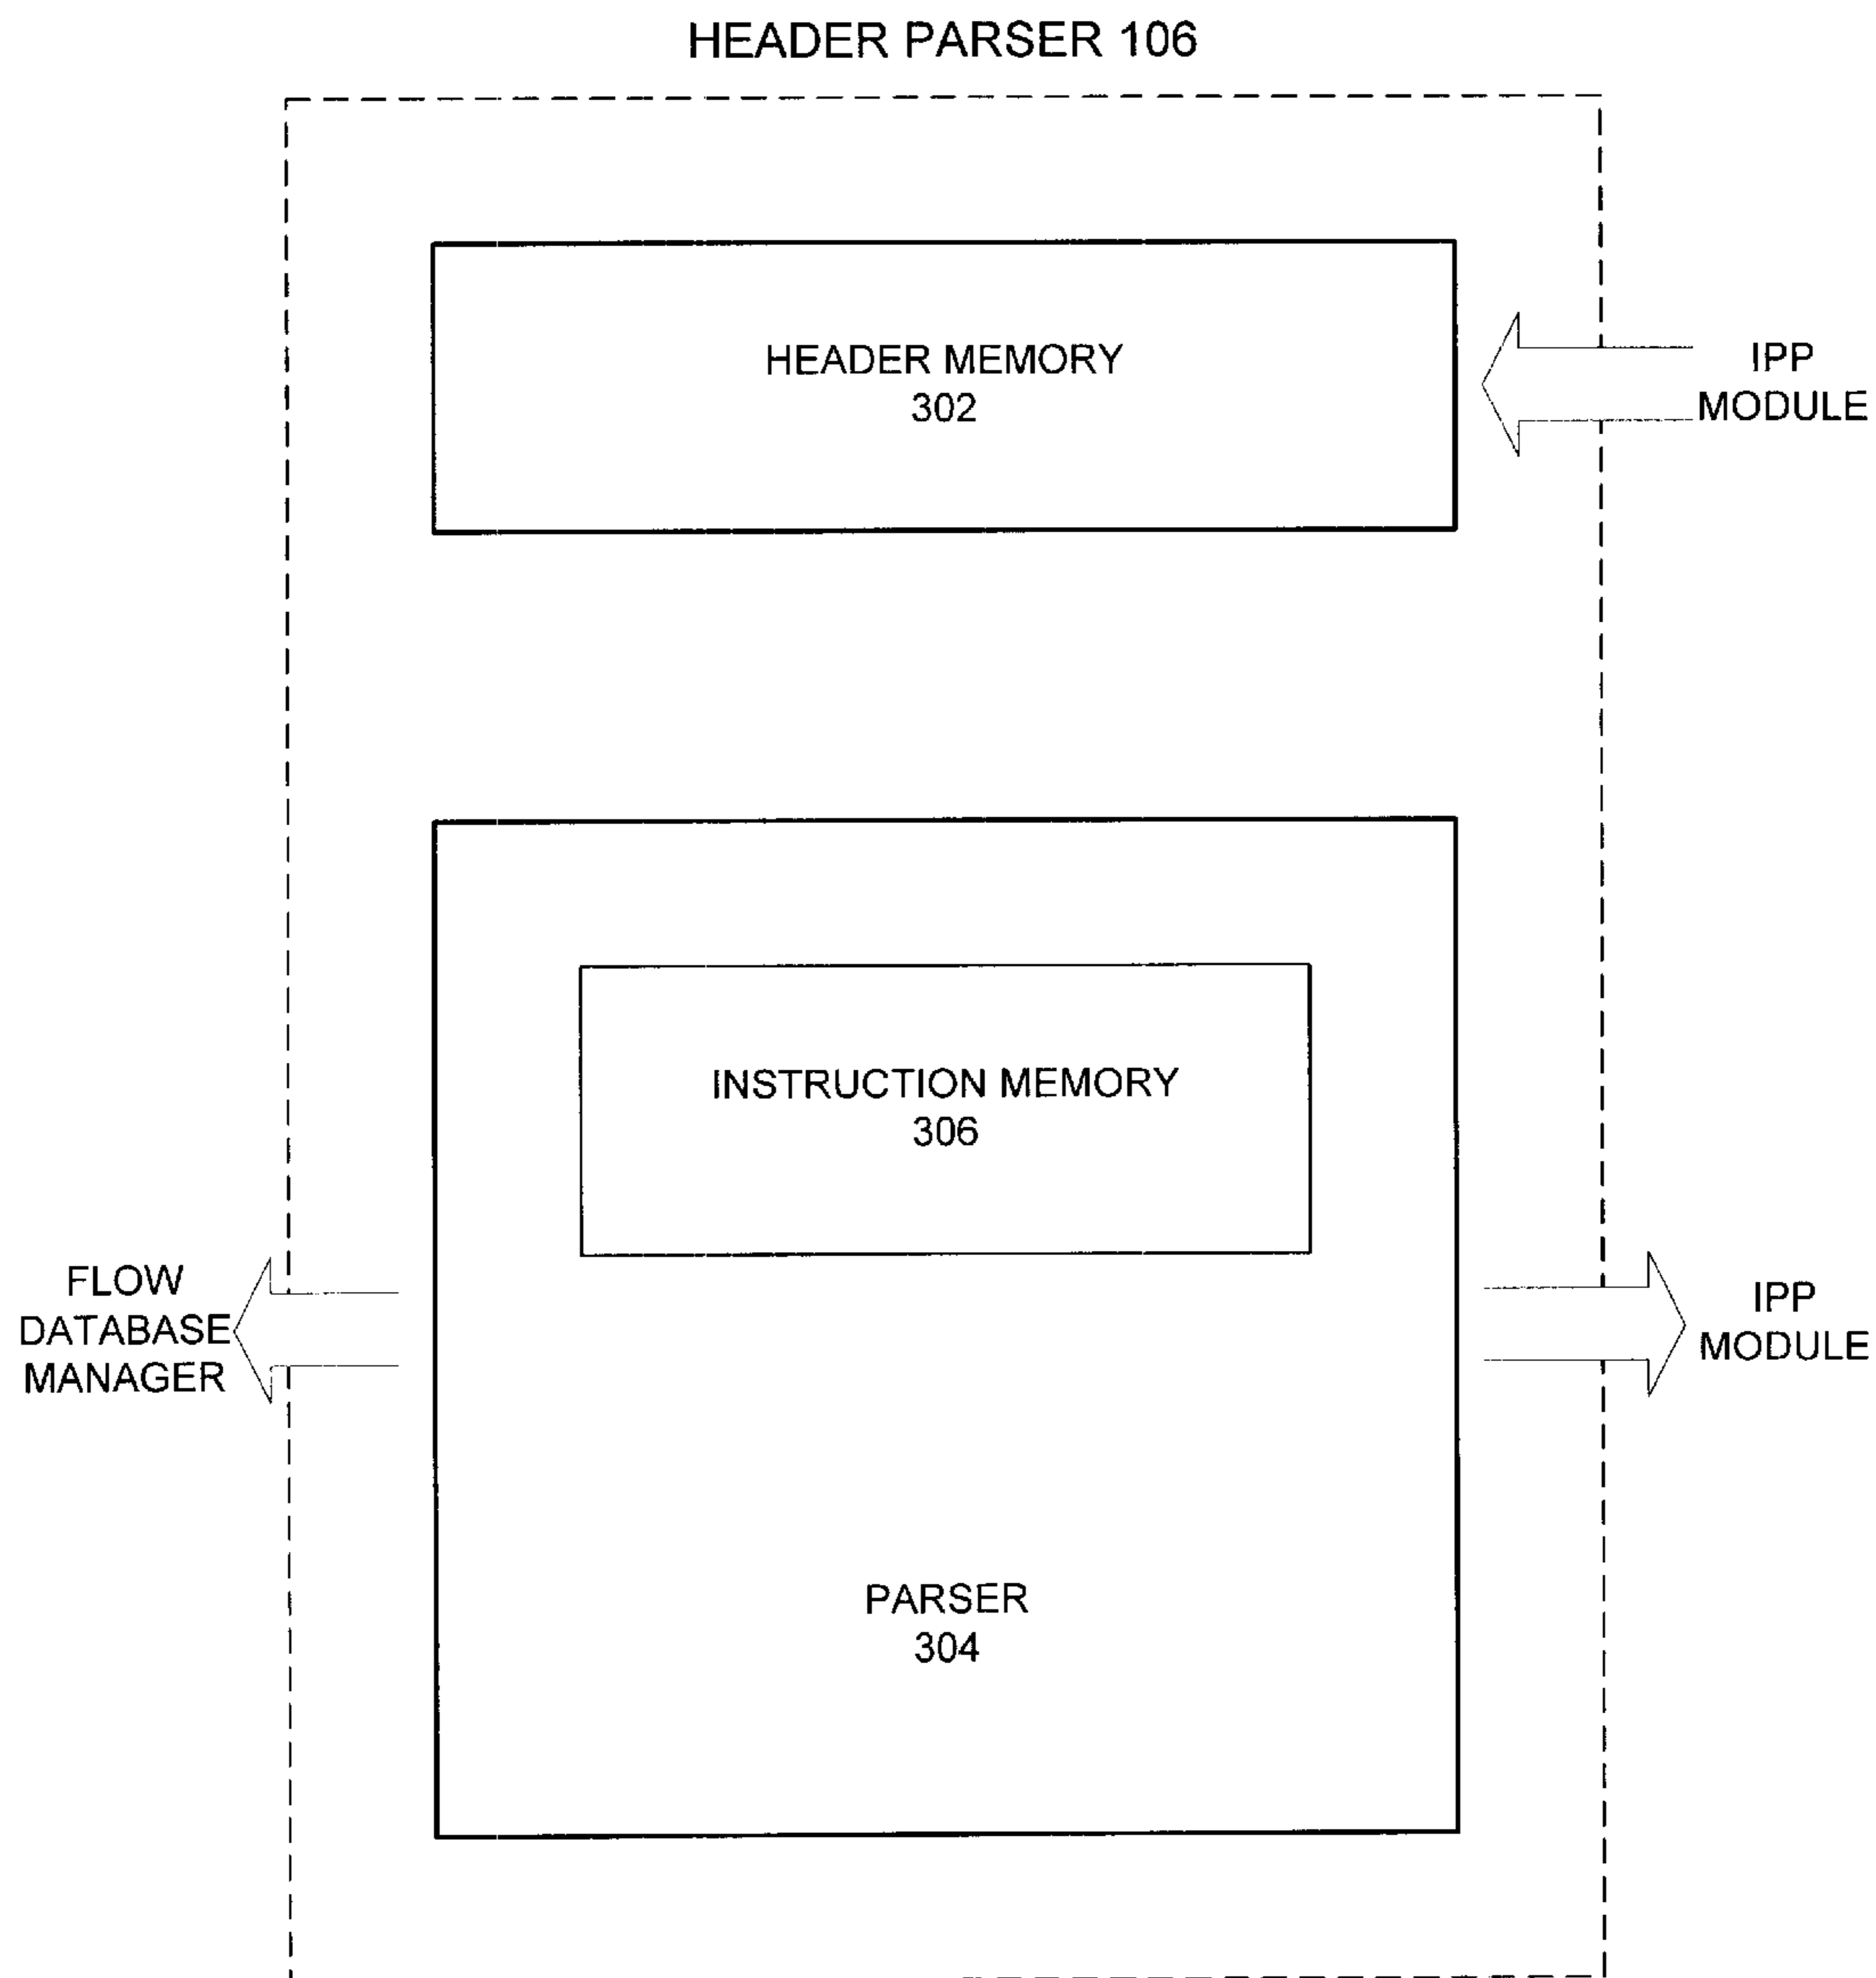 HEADER PARSER 106
HEADER MEMORY
302
IPP
MODULE
INSTRUCTION MEMORY
306
FLOW
DATABASE
MANAGER
IPP
MODULE
PARSER
304